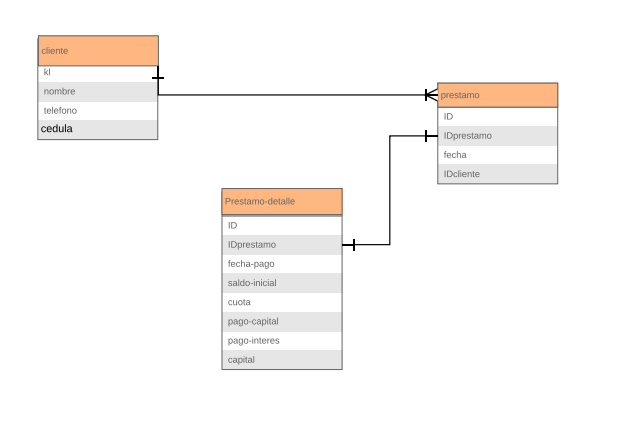 cliente
kl
nombre
telefono
cedula
prestamo
ID
IDprestamo
fecha
IDcliente
Prestamo-detalle
ID
IDprestamo
fecha-pago
saldo-inicial
cuota
pago-capital
pago-interes
capital